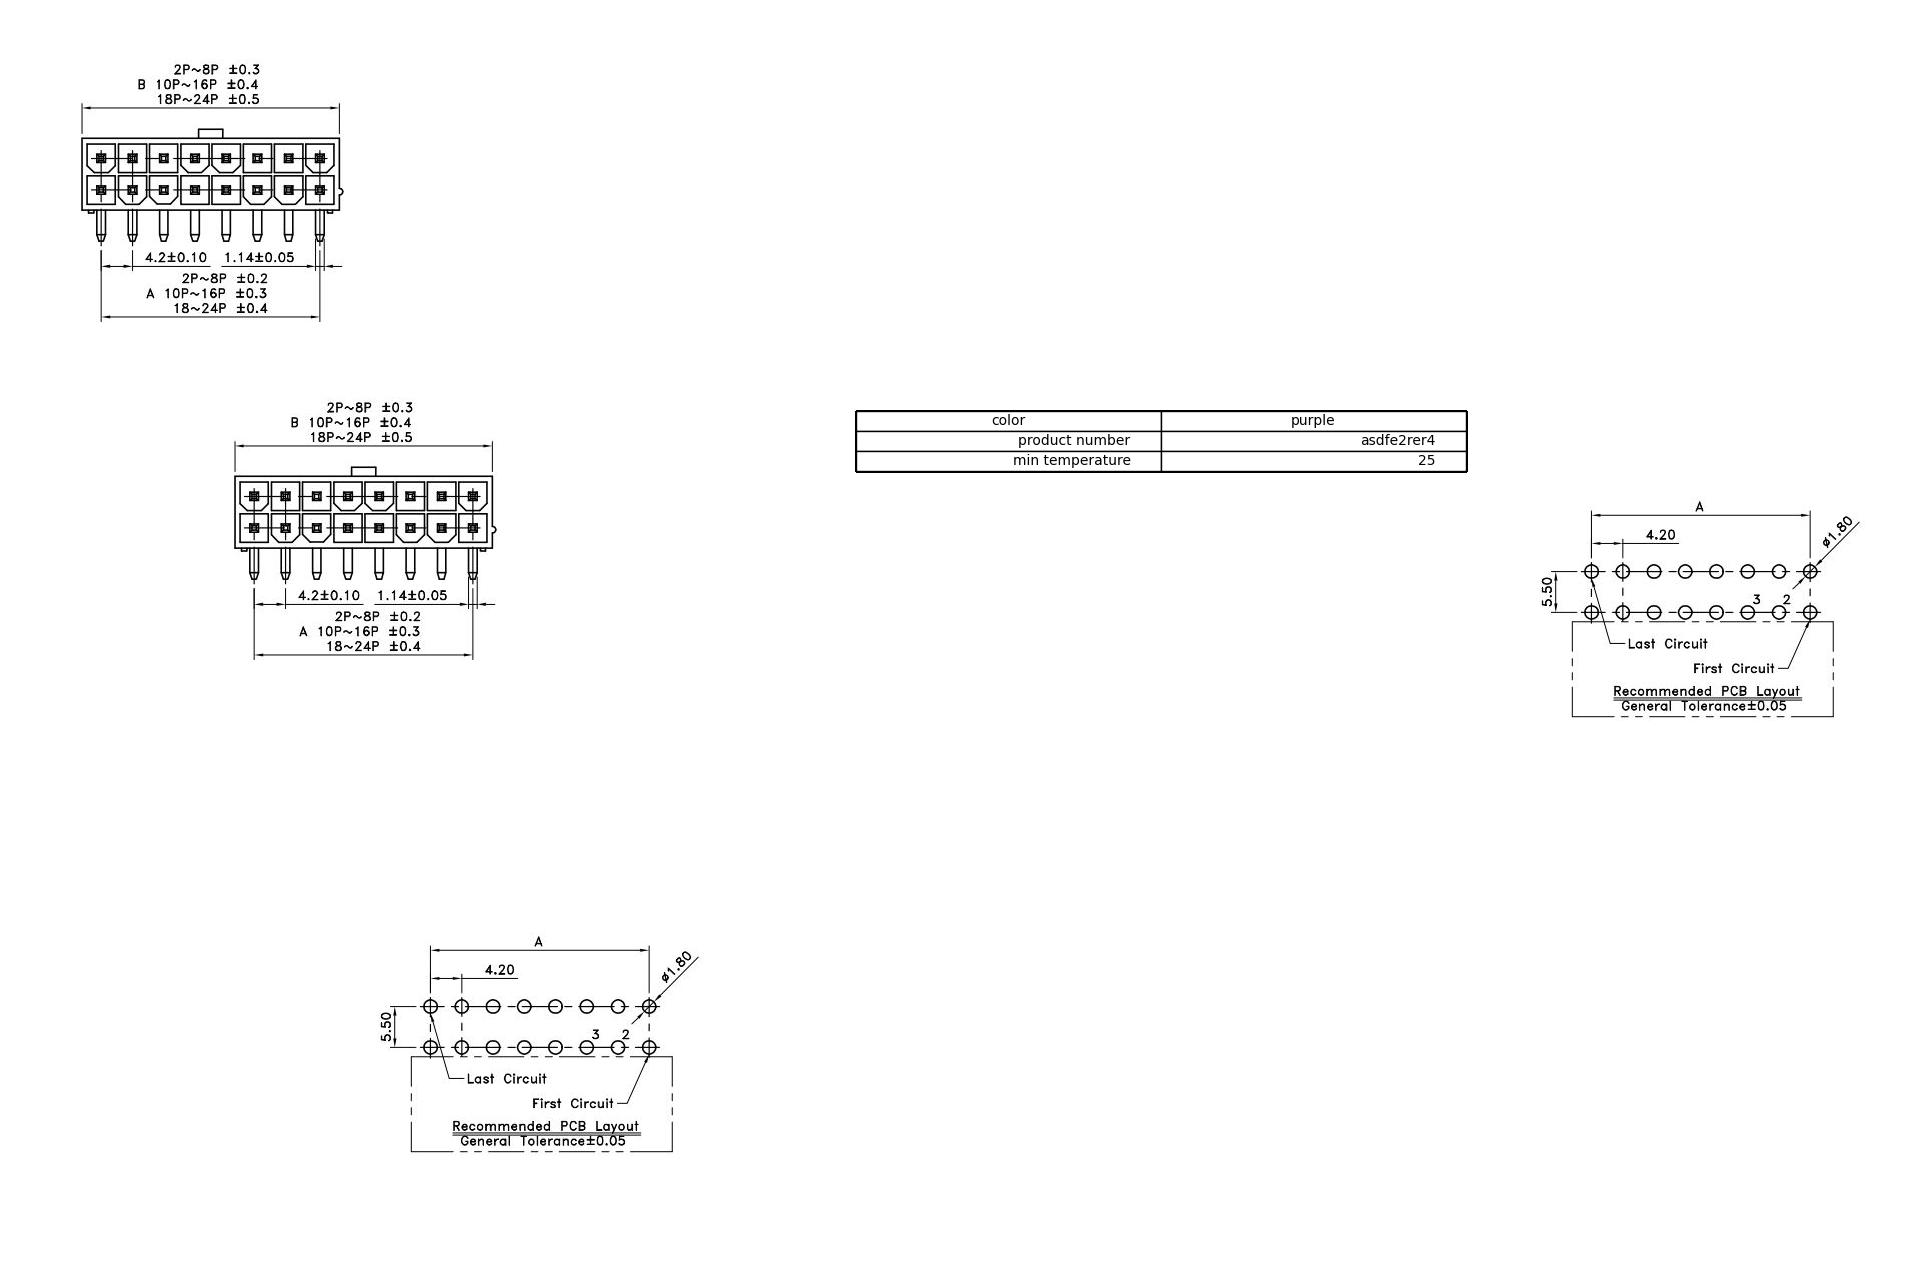 2P~8P ±0.3
B 10P~16P ±0.4
18P~24P ±0.5
4.2±0.10 1.14±0.05
2P~8P ±0.2
A 10P~16P ±0.3
18~24P ±0.4
2P~8P ±0.3
B 10P~16P ±0.4
18P~24P ±0.5
4.2±0.10 1.14±0.05
2P~8P ±0.2
A 10P~16P ±0.3
18~24P ±0.4
color purple
product number asdfe2rer4
min temperature 25
A
4.20
ø1.80
5.50
3 2
Last Circuit
First Circuit
Recommended PCB Layout
General Tolerance±0.05
A
4.20
ø1.80
5.50
3 2
Last Circuit
First Circuit
Recommended PCB Layout
General Tolerance±0.05